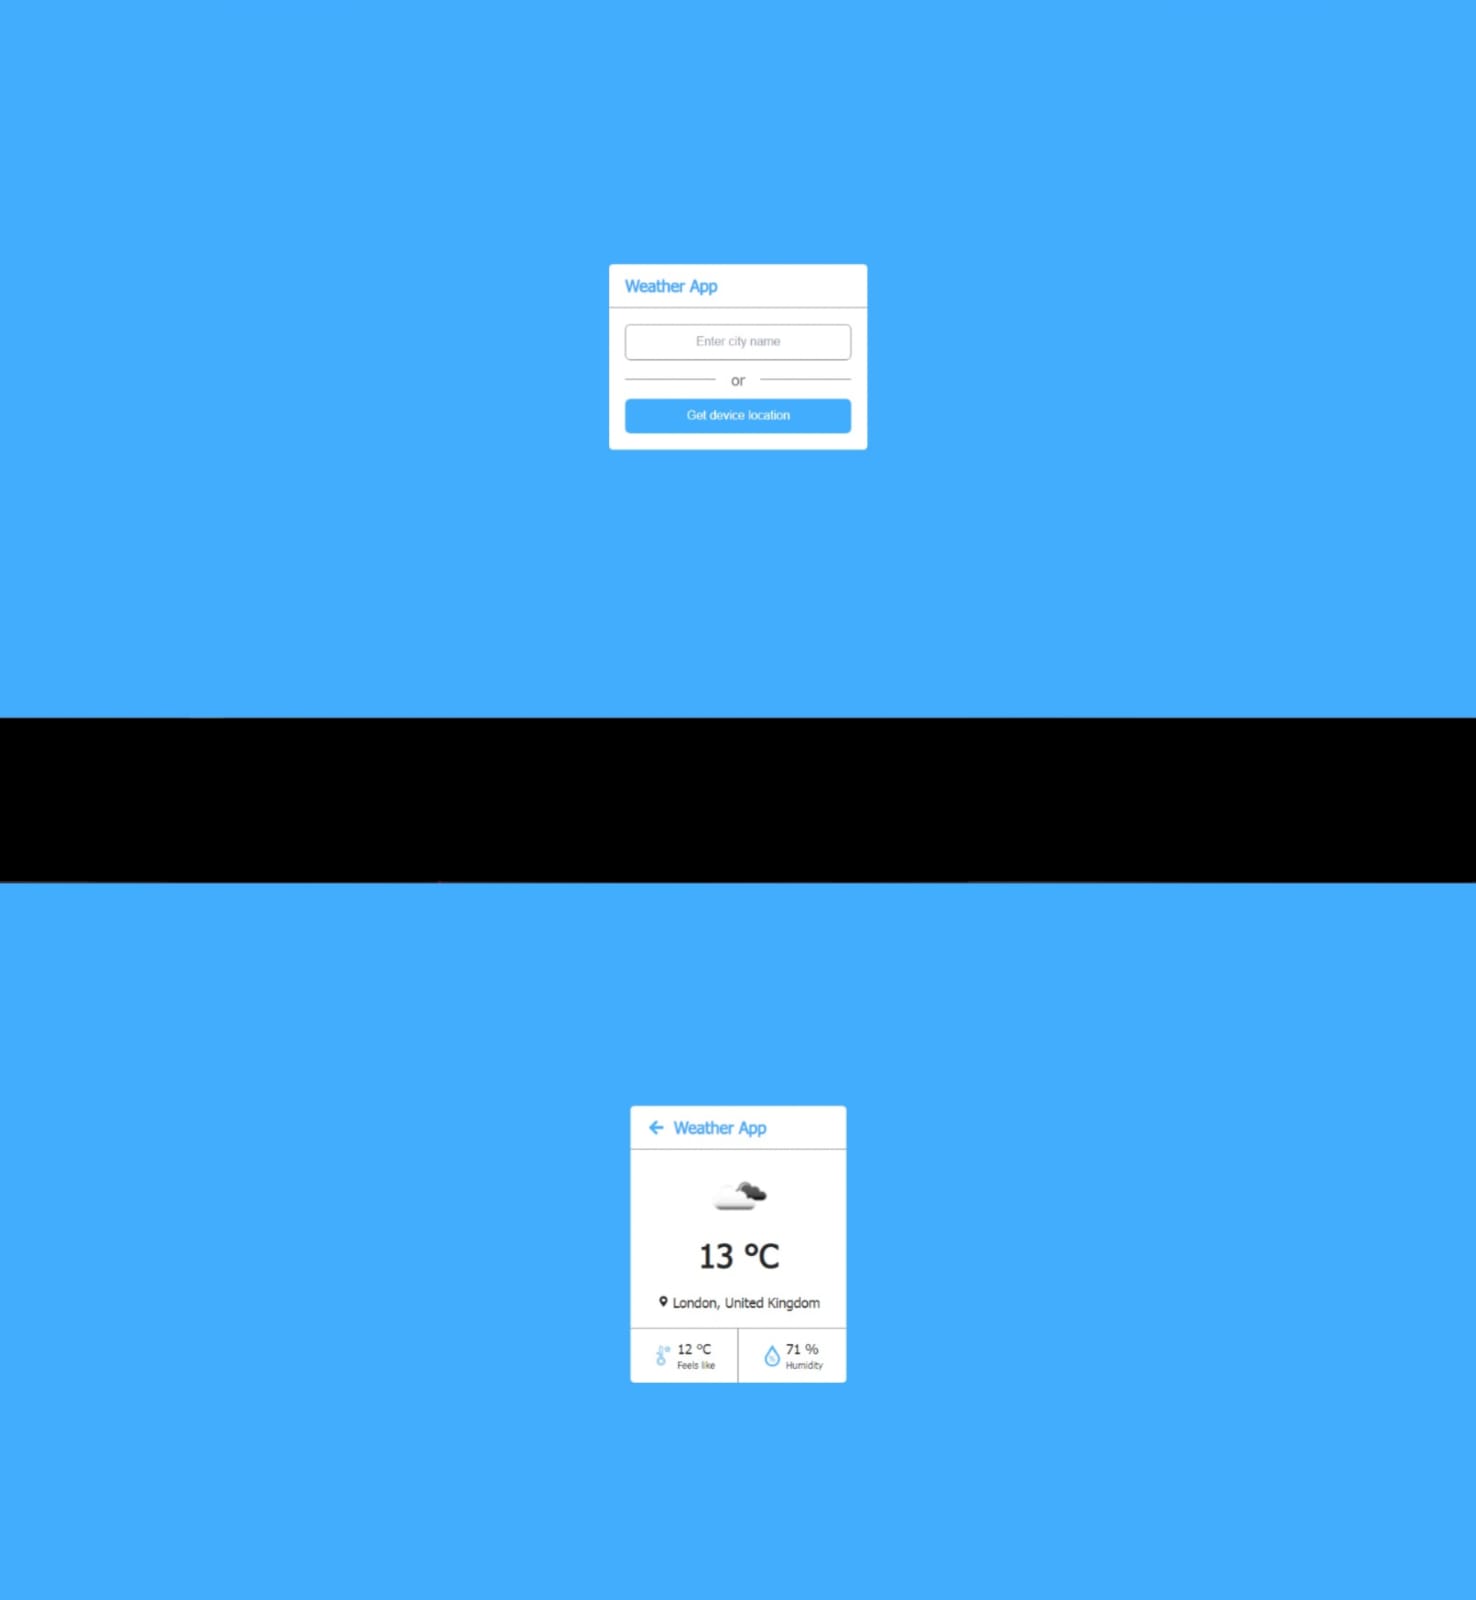 Weather App
Enter city name
or
Get device location
Weather App
13 °C
London, United Kingdom
12 °C
Feels like
71 %
Humidity